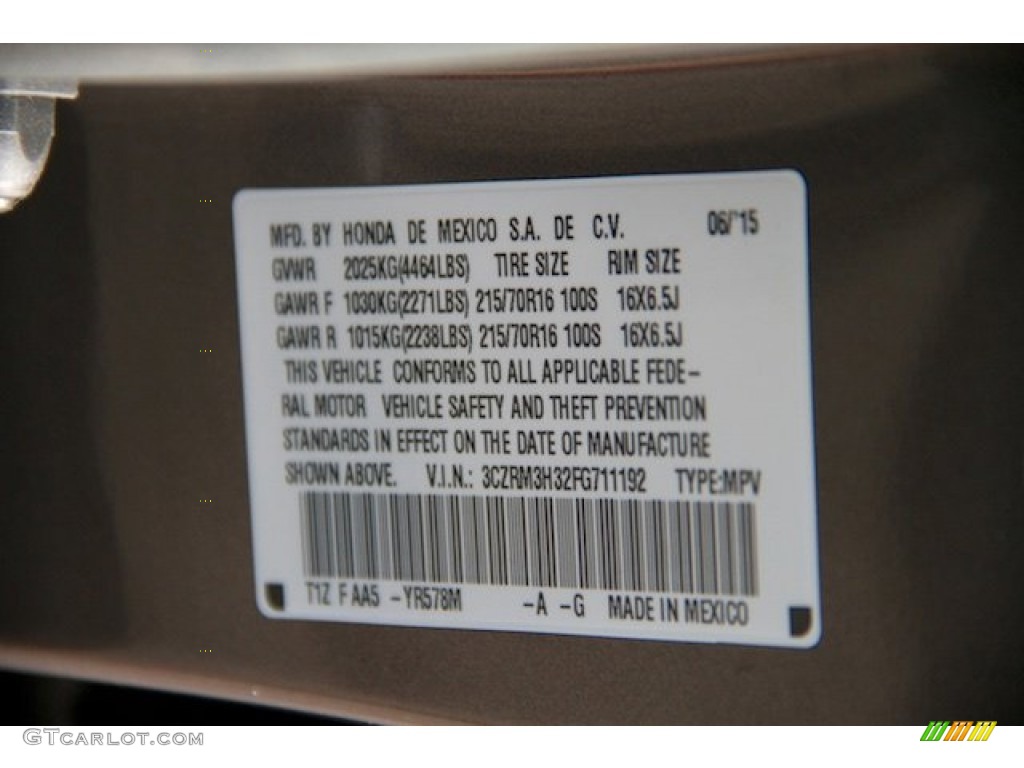 MFD. BY HONDA DE MEXICO S.A. DE C.V. 06/'15
GVWR 2025KG(4464LBS) TIRE SIZE RIM SIZE
GAWR F 1030KG(2271LBS) 215/70R16 100S 16X6.5J
GAWR R 1015KG(2238LBS) 215/70R16 100S 16X6.5J
THIS VEHICLE CONFORMS TO ALL APPLICABLE FEDE-
RAL MOTOR VEHICLE SAFETY AND THEFT PREVENTION
STANDARDS IN EFFECT ON THE DATE OF MANUFACTURE
SHOWN ABOVE. V.I.N.: 3CZRM3H32FG711192 TYPE:MPV
T1Z F AA5 -YR578M -A -G MADE IN MEXICO
GTCARLOT.COM